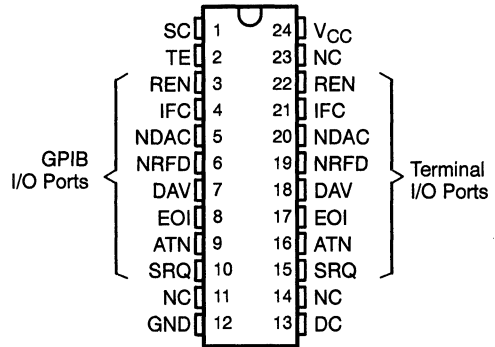 SC 1 24 VCC
TE 2 23 NC
REN 3 22 REN
IFC 4 21 IFC
NDAC 5 20 NDAC
GPIB
I/O Ports
NRFD 6 19 NRFD
Terminal
I/O Ports
DAV 7 18 DAV
EOI 8 17 EOI
ATN 9 16 ATN
SRQ 10 15 SRQ
NC 11 14 NC
GND 12 13 DC